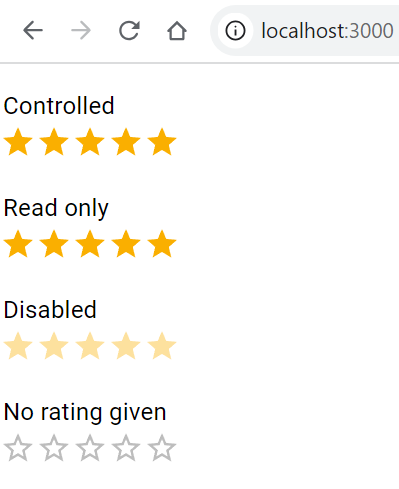 localhost:3000
Controlled
Read only
Disabled
No rating given